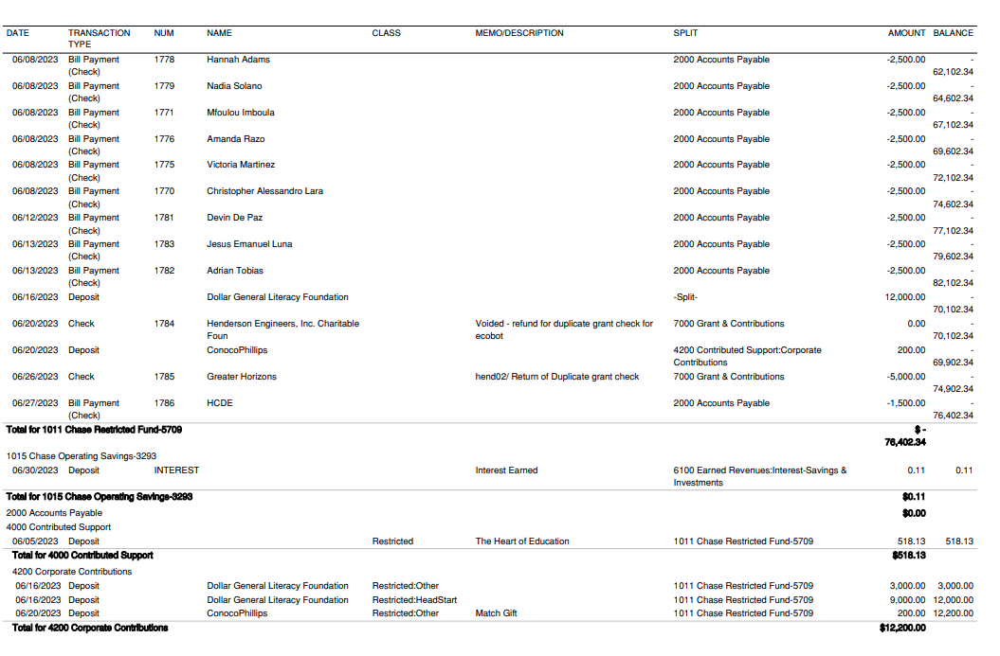 DATE TRANSACTION TYPE NUM NAME CLASS MEMO/DESCRIPTION SPLIT AMOUNT BALANCE
06/08/2023 Bill Payment (Check) 1778 Hannah Adams 2000 Accounts Payable -2,500.00 -62,102.34
06/08/2023 Bill Payment (Check) 1779 Nadia Solano 2000 Accounts Payable -2,500.00 -64,602.34
06/08/2023 Bill Payment (Check) 1771 Mfoulou Imboula 2000 Accounts Payable -2,500.00 -67,102.34
06/08/2023 Bill Payment (Check) 1776 Amanda Razo 2000 Accounts Payable -2,500.00 -69,602.34
06/08/2023 Bill Payment (Check) 1775 Victoria Martinez 2000 Accounts Payable -2,500.00 -72,102.34
06/08/2023 Bill Payment (Check) 1770 Christopher Alessandro Lara 2000 Accounts Payable -2,500.00 -74,602.34
06/12/2023 Bill Payment (Check) 1781 Devin De Paz 2000 Accounts Payable -2,500.00 -77,102.34
06/13/2023 Bill Payment (Check) 1783 Jesus Emanuel Luna 2000 Accounts Payable -2,500.00 -79,602.34
06/13/2023 Bill Payment (Check) 1782 Adrian Tobias 2000 Accounts Payable -2,500.00 -82,102.34
06/16/2023 Deposit Dollar General Literacy Foundation -Split- 12,000.00 -70,102.34
06/20/2023 Check 1784 Henderson Engineers, Inc. Charitable Foun Voided - refund for duplicate grant check for ecobot 7000 Grant & Contributions 0.00 -70,102.34
06/20/2023 Deposit ConocoPhillips 4200 Contributed Support:Corporate Contributions 200.00 -69,902.34
06/26/2023 Check 1785 Greater Horizons hend02/ Return of Duplicate grant check 7000 Grant & Contributions -5,000.00 -74,902.34
06/27/2023 Bill Payment (Check) 1786 HCDE 2000 Accounts Payable -1,500.00 -76,402.34
Total for 1011 Chase Restricted Fund-5709 $ -76,402.34
1015 Chase Operating Savings-3293
06/30/2023 Deposit INTEREST Interest Earned 6100 Earned Revenues:Interest-Savings & Investments 0.11 0.11
Total for 1015 Chase Operating Savings-3293 $0.11
2000 Accounts Payable $0.00
4000 Contributed Support
06/05/2023 Deposit Restricted The Heart of Education 1011 Chase Restricted Fund-5709 518.13 518.13
Total for 4000 Contributed Support $518.13
4200 Corporate Contributions
06/16/2023 Deposit Dollar General Literacy Foundation Restricted:Other 1011 Chase Restricted Fund-5709 3,000.00 3,000.00
06/16/2023 Deposit Dollar General Literacy Foundation Restricted:HeadStart 1011 Chase Restricted Fund-5709 9,000.00 12,000.00
06/20/2023 Deposit ConocoPhillips Restricted:Other Match Gift 1011 Chase Restricted Fund-5709 200.00 12,200.00
Total for 4200 Corporate Contributions $12,200.00